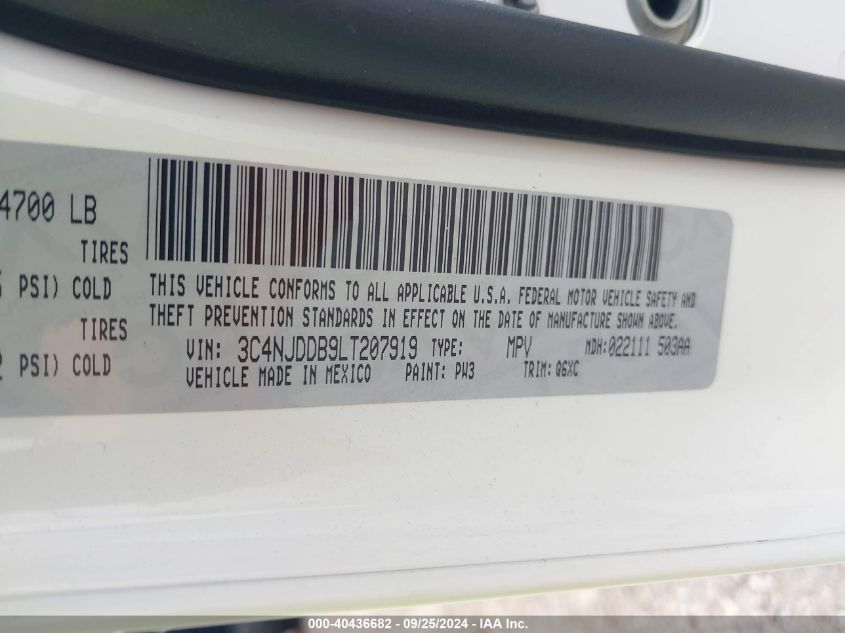 4700 LB
TIRES
PSI) COLD
TIRES
PSI) COLD
THIS VEHICLE CONFORMS TO ALL APPLICABLE U.S.A. FEDERAL MOTOR VEHICLE SAFETY AND
THEFT PREVENTION STANDARDS IN EFFECT ON THE DATE OF MANUFACTURE SHOWN ABOVE.
VIN: 3C4NJDDB9LT207919 TYPE: MPV MDH: 022111 503AA
VEHICLE MADE IN MEXICO PAINT: PW3 TRIM: Q6XC
000-40436682 - 09/25/2024 - IAA Inc.